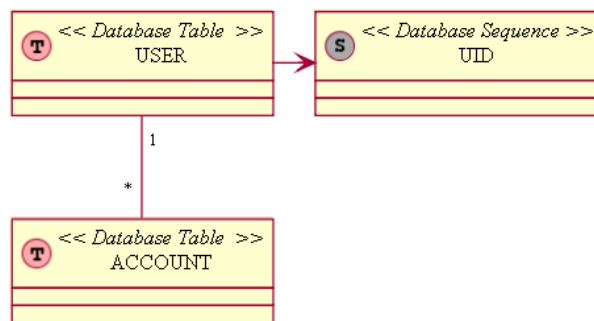 T << Database Table >>
USER
S << Database Sequence >>
UID
1
*
T << Database Table >>
ACCOUNT